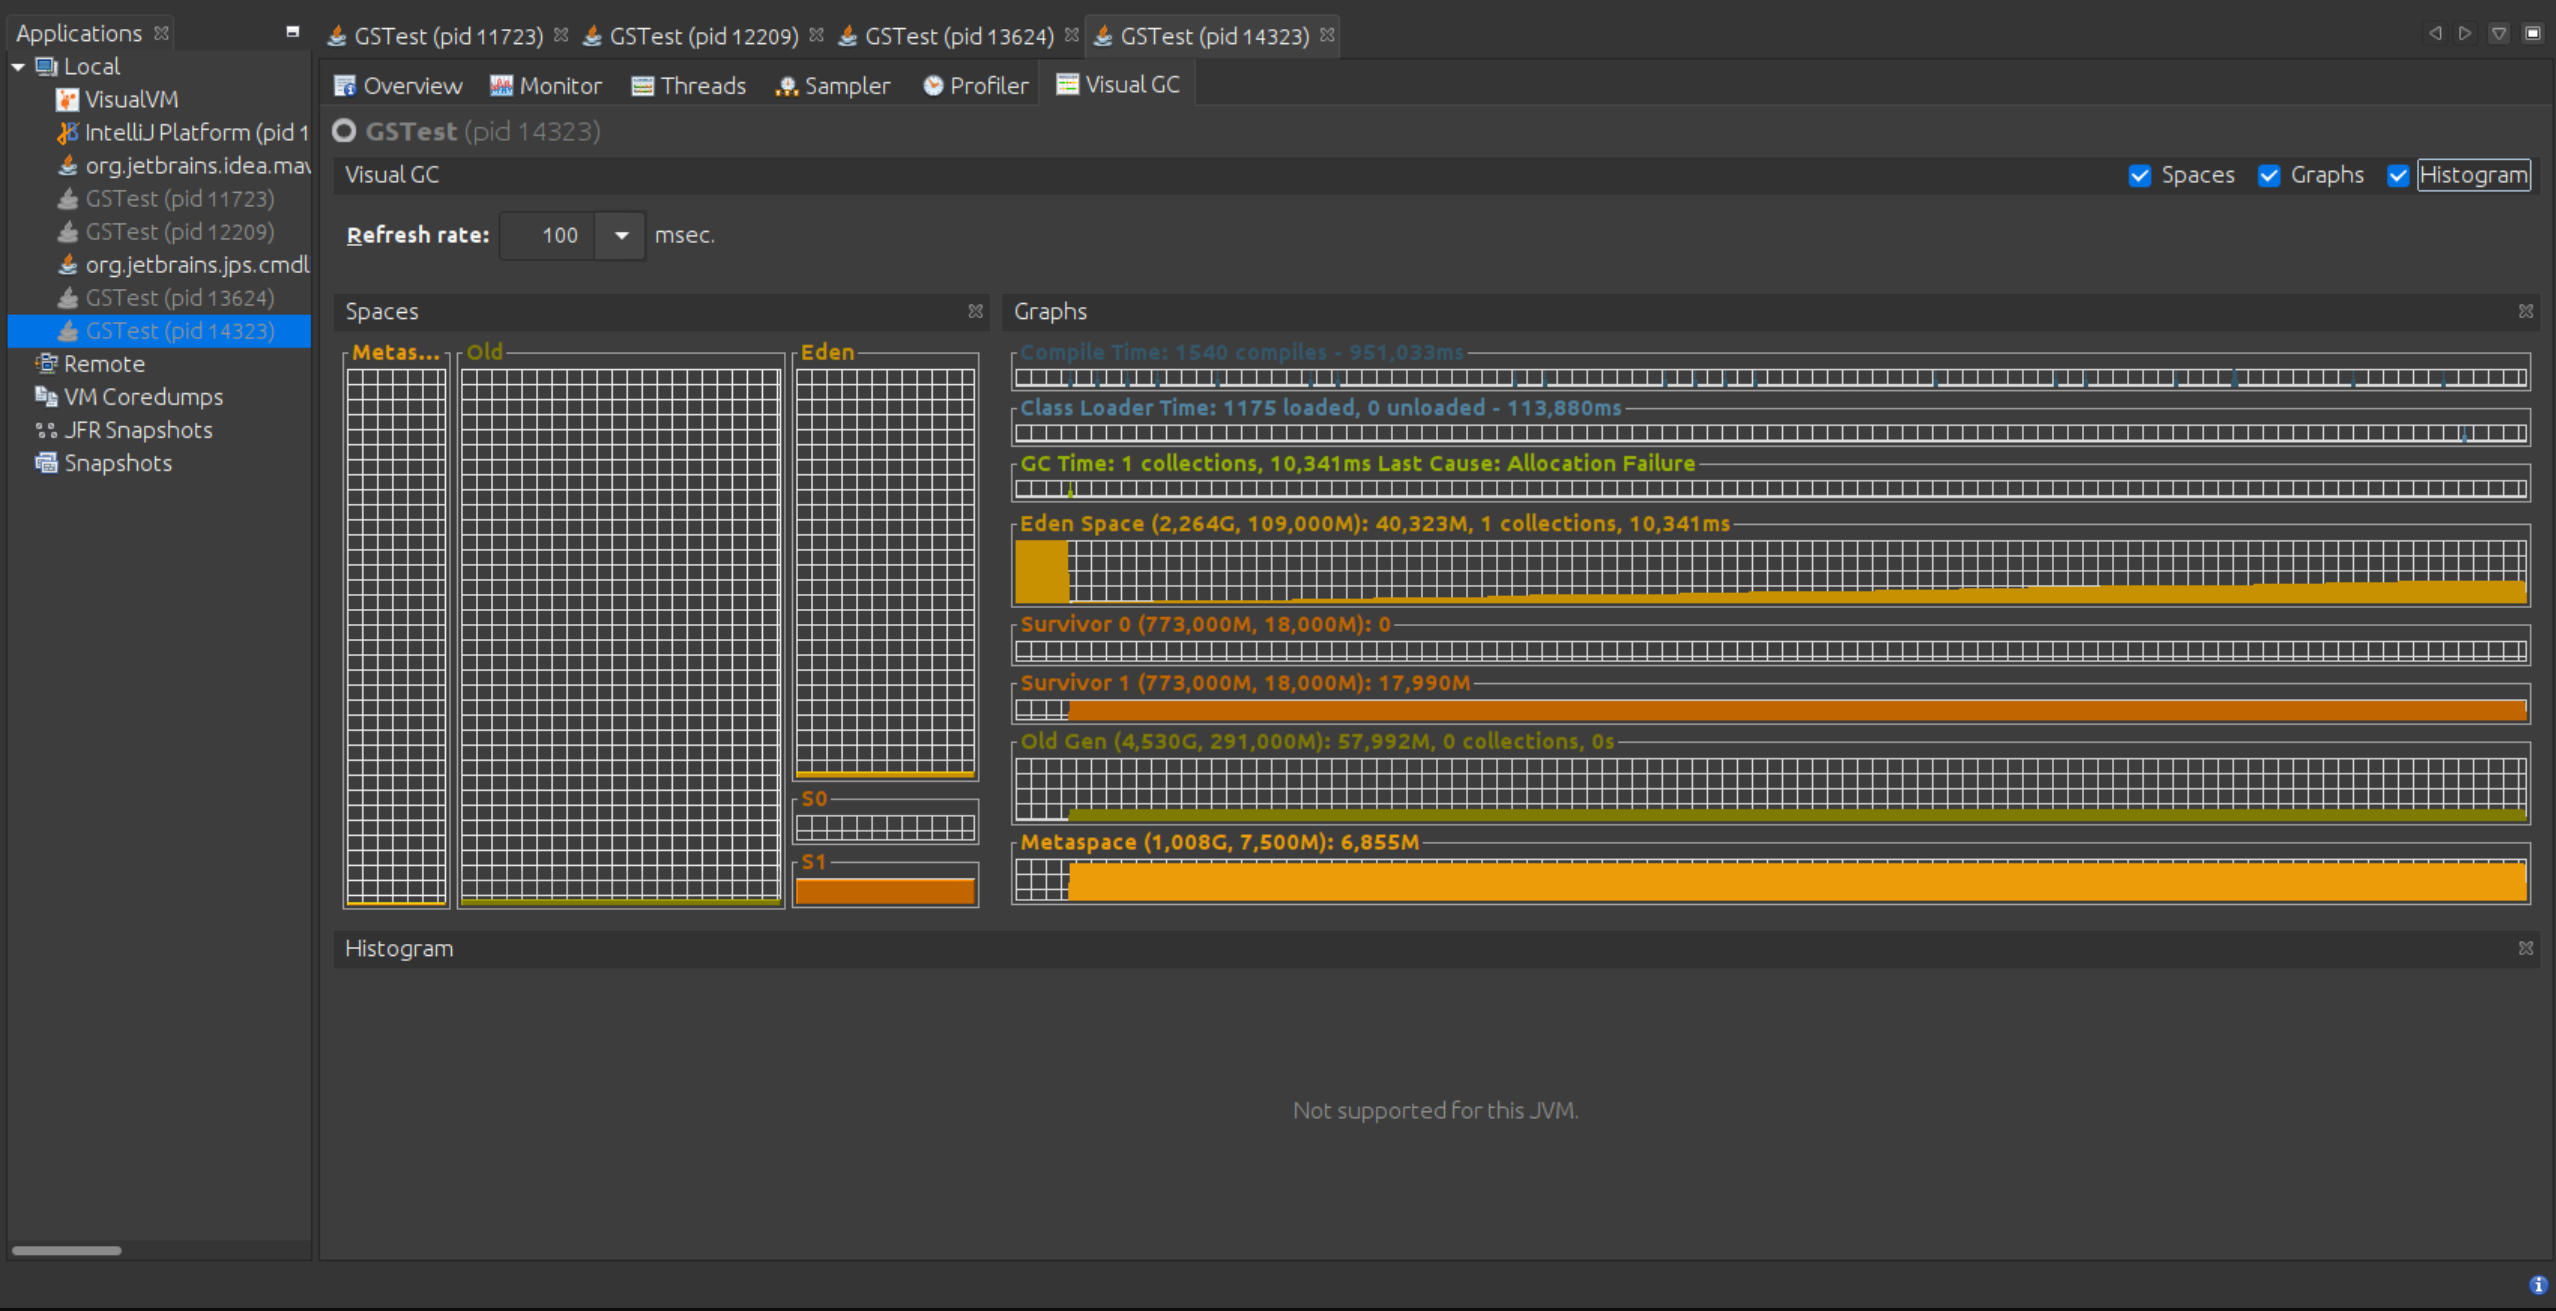 Applications
GSTest (pid 11723) GSTest (pid 12209) GSTest (pid 13624) GSTest (pid 14323)
Local
VisualVM
IntelliJ Platform (pid 1
org.jetbrains.idea.mav
GSTest (pid 11723)
GSTest (pid 12209)
org.jetbrains.jps.cmdl
GSTest (pid 13624)
GSTest (pid 14323)
Remote
VM Coredumps
JFR Snapshots
Snapshots
Overview Monitor Threads Sampler Profiler Visual GC
GSTest (pid 14323)
Visual GC
Spaces Graphs Histogram
Refresh rate: 100 msec.
Spaces
Metas... Old Eden
S0
S1
Graphs
Compile Time: 1540 compiles - 951,033ms
Class Loader Time: 1175 loaded, 0 unloaded - 113,880ms
GC Time: 1 collections, 10,341ms Last Cause: Allocation Failure
Eden Space (2,264G, 109,000M): 40,323M, 1 collections, 10,341ms
Survivor 0 (773,000M, 18,000M): 0
Survivor 1 (773,000M, 18,000M): 17,990M
Old Gen (4,530G, 291,000M): 57,992M, 0 collections, 0s
Metaspace (1,008G, 7,500M): 6,855M
Histogram
Not supported for this JVM.